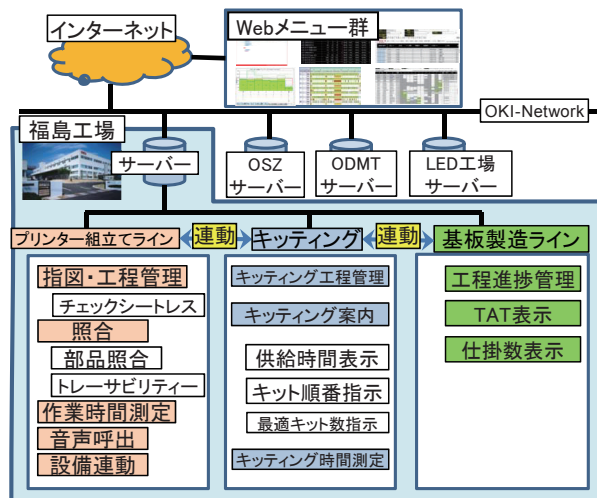 インターネット
Webメニュー群
OKI-Network
福島工場
サーバー
OSZ
サーバー
ODMT
サーバー
LED工場
サーバー
プリンター組立てライン
連動
キッティング
連動
基板製造ライン
指図・工程管理
チェックシートレス
照合
部品照合
トレーサビリティー
作業時間測定
音声呼出
設備連動
キッティング工程管理
キッティング案内
供給時間表示
キット順番指示
最適キット数指示
キッティング時間測定
工程進捗管理
TAT表示
仕掛数表示